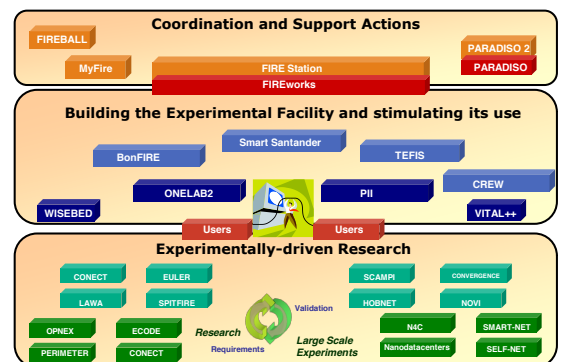 Coordination and Support Actions
FIREBALL
MyFire
FIRE Station
FIREworks
PARADISO 2
PARADISO
Building the Experimental Facility and stimulating its use
Smart Santander
BonFIRE
TEFIS
ONELAB2
PII
CREW
WISEBED
VITAL++
Users
Users
Experimentally-driven Research
CONECT
EULER
SCAMPI
CONVERGENCE
LAWA
SPITFIRE
HOBNET
NOVI
Validation
OPNEX
ECODE
Research
N4C
SMART-NET
Large Scale
Experiments
Requirements
PERIMETER
CONECT
Nanodatacenters
SELF-NET